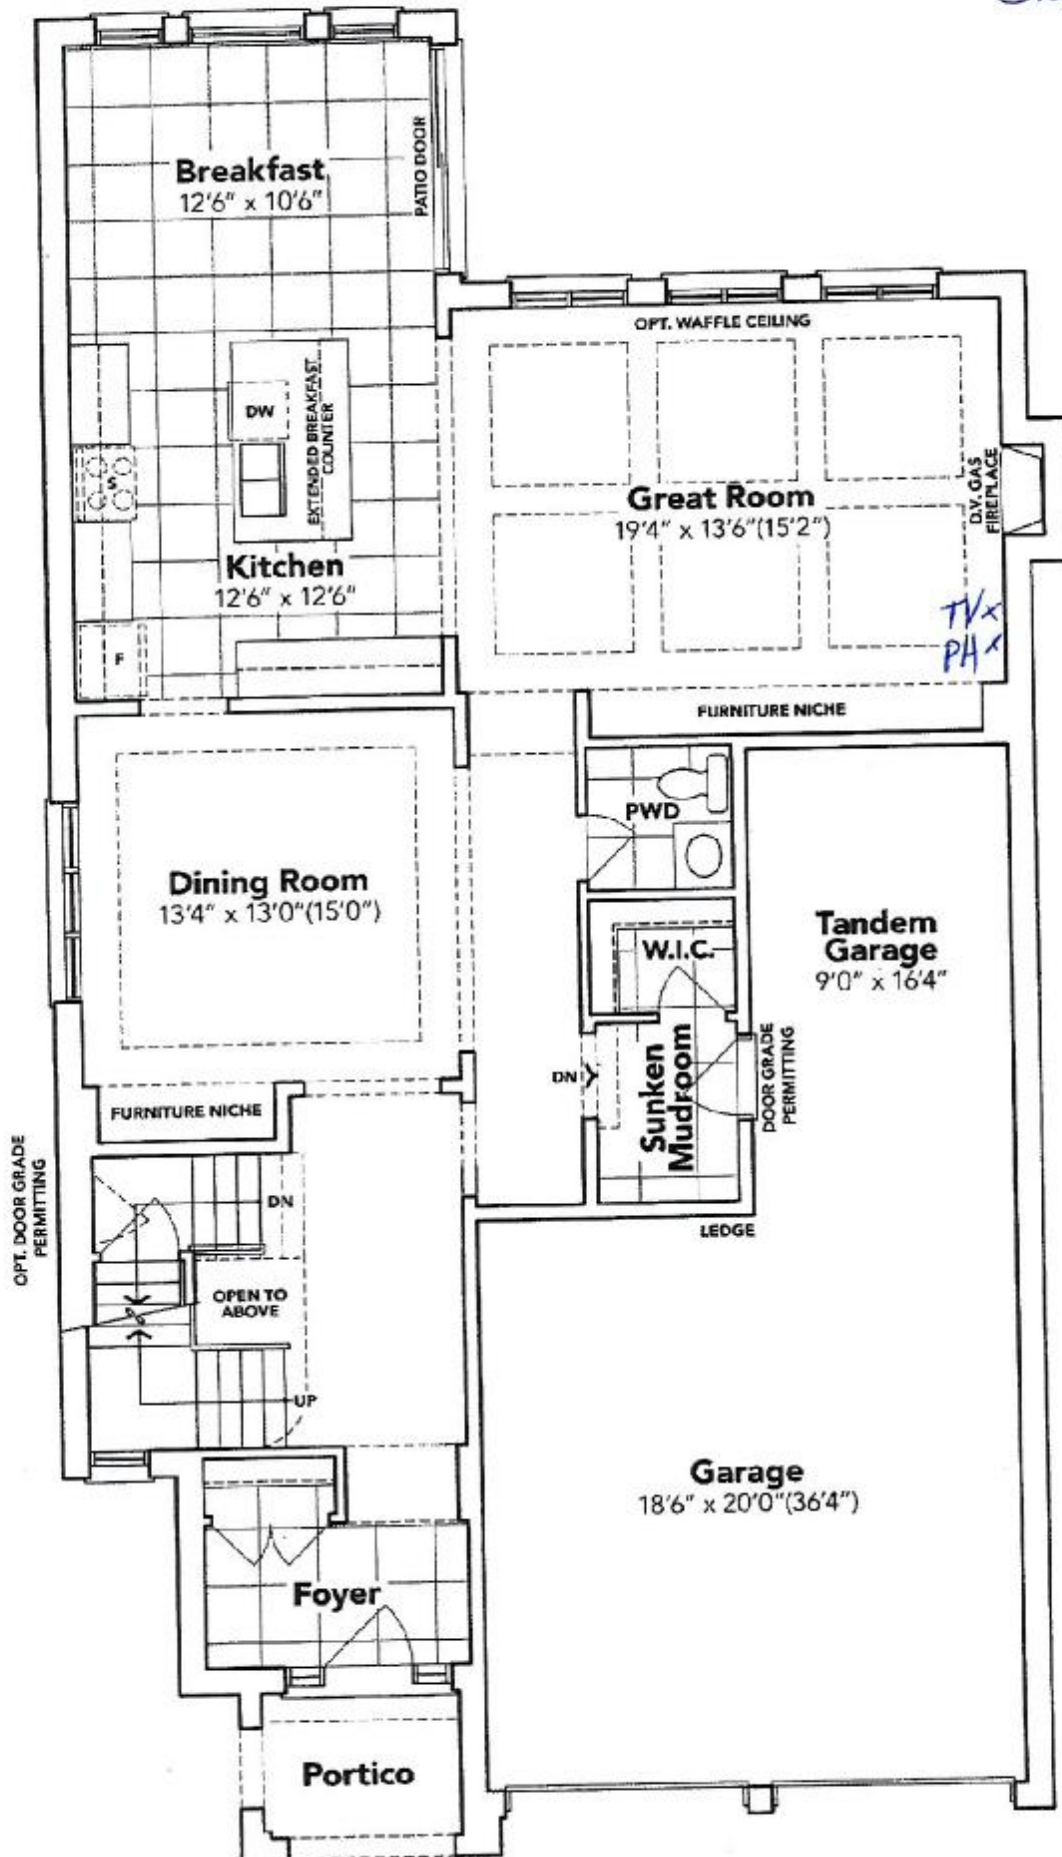 Breakfast
12'6" x 10'6"
PATIO DOOR
OPT. WAFFLE CEILING
DW
EXTENDED BREAKFAST
COUNTER
S
Great Room
19'4" x 13'6"(15'2")
D.V. GAS
FIREPLACE
Kitchen
12'6" x 12'6"
TV x
PH x
F
FURNITURE NICHE
PWD
Dining Room
13'4" x 13'0"(15'0")
W.I.C.
Tandem
Garage
9'0" x 16'4"
DN
Sunken
Mudroom
DOOR GRADE
PERMITTING
FURNITURE NICHE
OPT. DOOR GRADE
PERMITTING
DN
LEDGE
OPEN TO
ABOVE
UP
Garage
18'6" x 20'0"(36'4")
Foyer
Portico